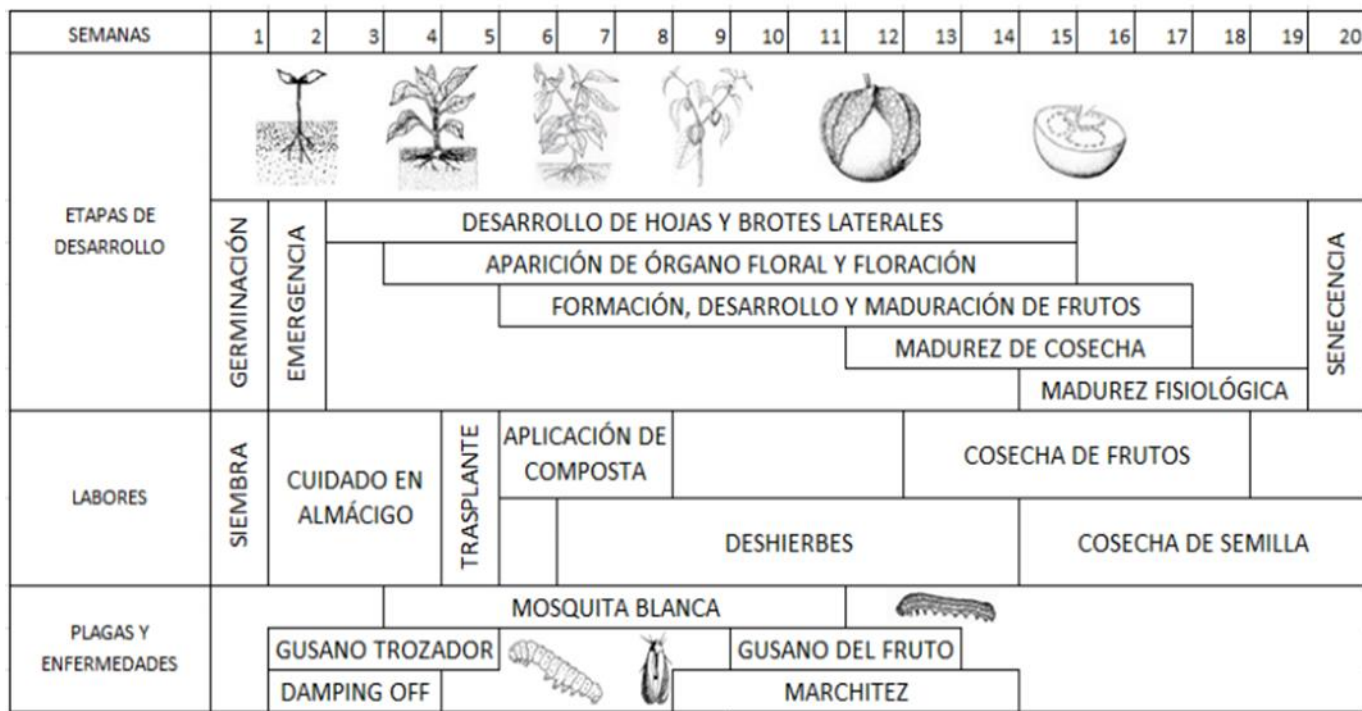 SEMANAS 1 2 3 4 5 6 7 8 9 10 11 12 13 14 15 16 17 18 19 20
ETAPAS DE
DESARROLLO
GERMINACIÓN
EMERGENCIA
DESARROLLO DE HOJAS Y BROTES LATERALES
APARICIÓN DE ÓRGANO FLORAL Y FLORACIÓN
FORMACIÓN, DESARROLLO Y MADURACIÓN DE FRUTOS
MADUREZ DE COSECHA
MADUREZ FISIOLÓGICA
SENECENCIA
LABORES
SIEMBRA
CUIDADO EN
ALMÁCIGO
TRASPLANTE
APLICACIÓN DE
COMPOSTA
COSECHA DE FRUTOS
DESHIERBES
COSECHA DE SEMILLA
PLAGAS Y
ENFERMEDADES
MOSQUITA BLANCA
GUSANO TROZADOR
GUSANO DEL FRUTO
DAMPING OFF
MARCHITEZ